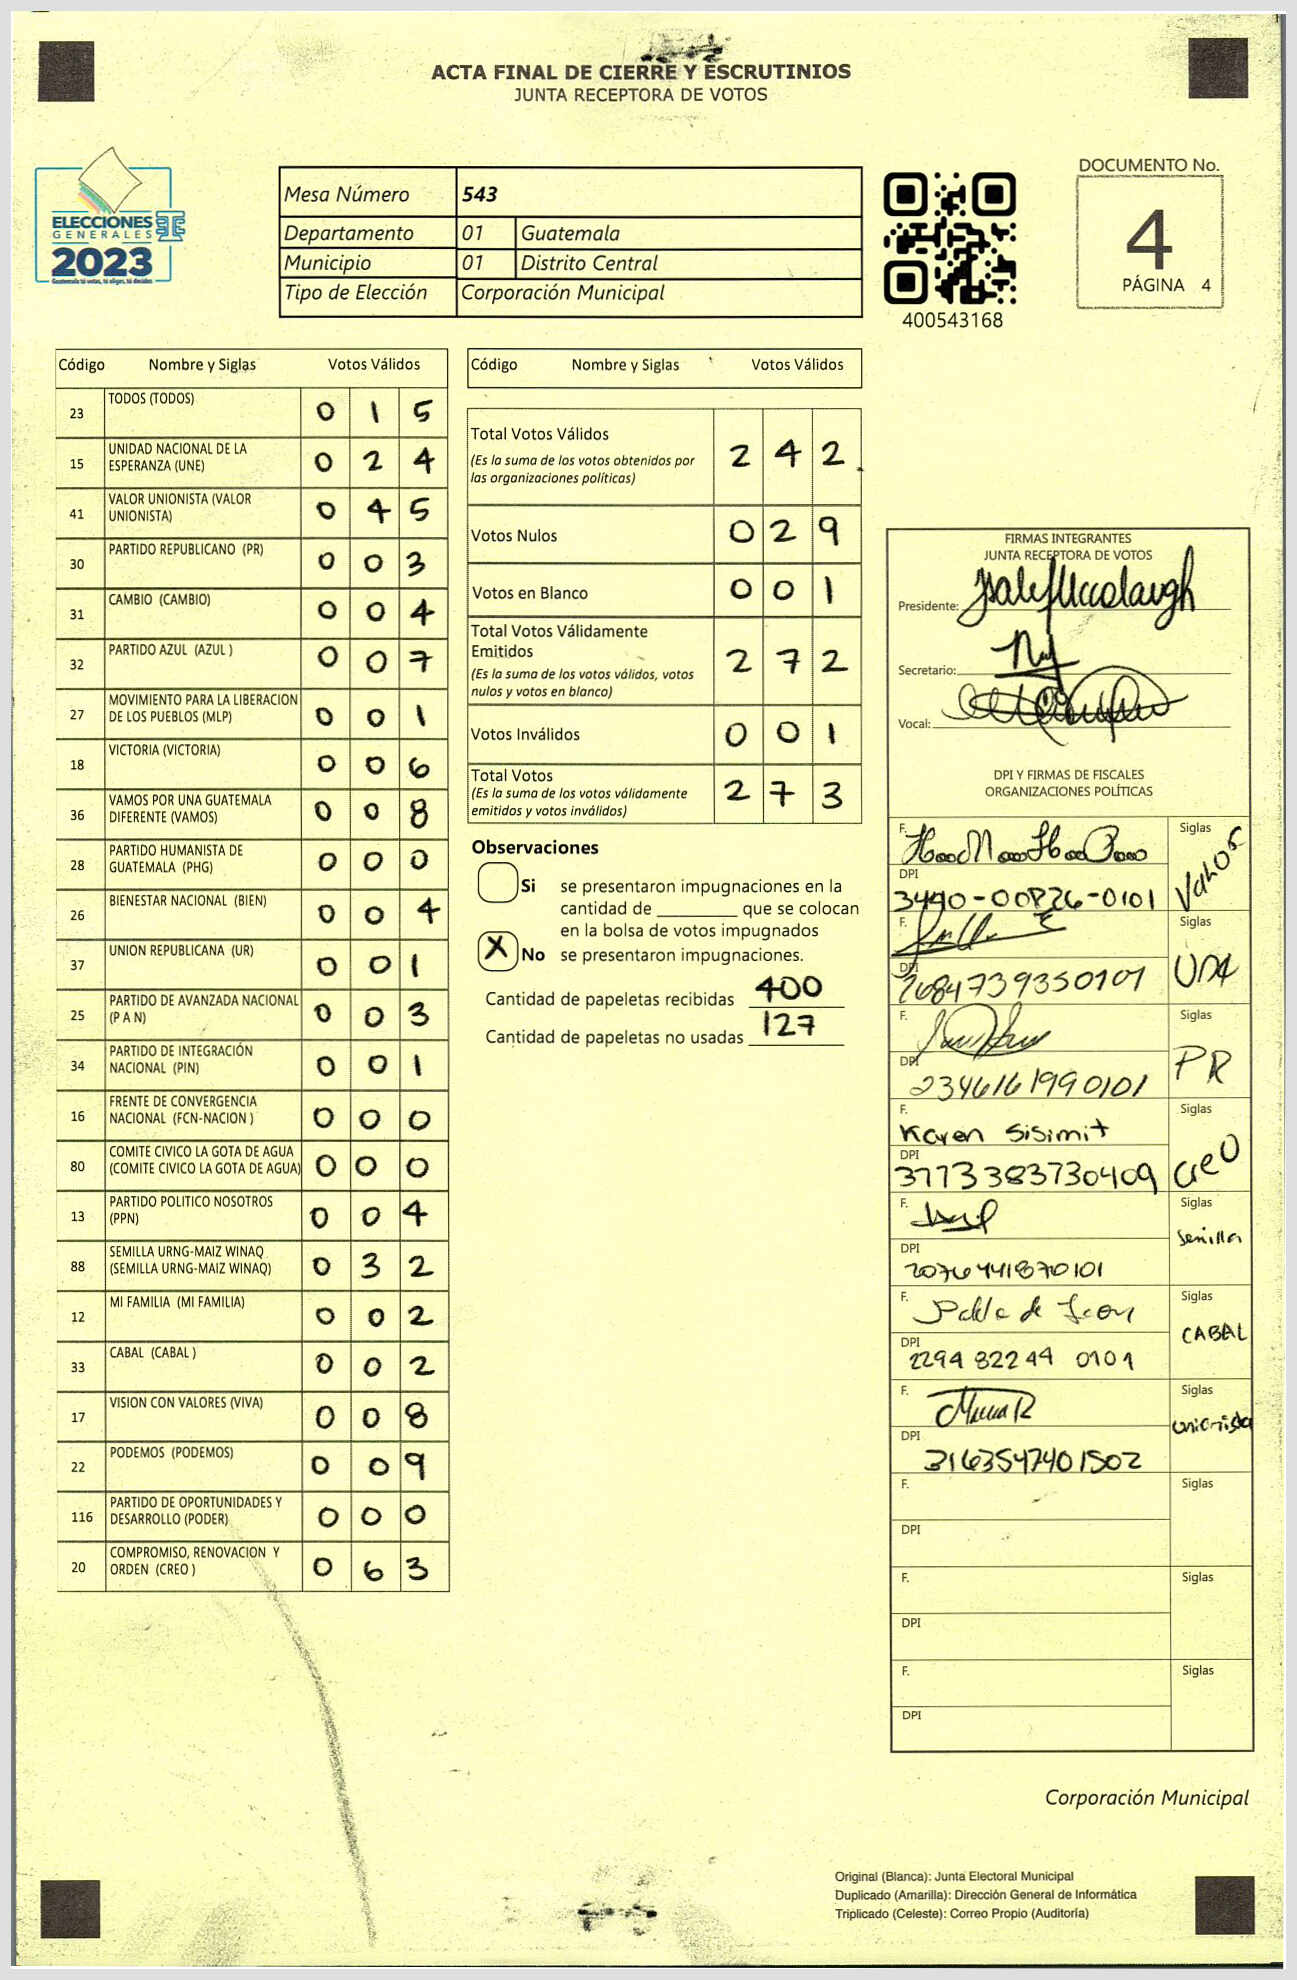 ACTA FINAL DE CIERRE Y ESCRUTINIOS
JUNTA RECEPTORA DE VOTOS
ELECCIONES
GENERALES
2023
Guatemala tú votas, tú eliges, tú decides
Mesa Número 543
Departamento 01 Guatemala
Municipio 01 Distrito Central
Tipo de Elección Corporación Municipal
400543168
DOCUMENTO No.
4
PÁGINA 4
Código Nombre y Siglas Votos Válidos
23 TODOS (TODOS) 0 1 5
15 UNIDAD NACIONAL DE LA
ESPERANZA (UNE) 0 2 4
41 VALOR UNIONISTA (VALOR
UNIONISTA) 0 4 5
30 PARTIDO REPUBLICANO (PR) 0 0 3
31 CAMBIO (CAMBIO) 0 0 4
32 PARTIDO AZUL (AZUL ) 0 0 7
27 MOVIMIENTO PARA LA LIBERACION
DE LOS PUEBLOS (MLP) 0 0 1
18 VICTORIA (VICTORIA) 0 0 6
36 VAMOS POR UNA GUATEMALA
DIFERENTE (VAMOS) 0 0 8
28 PARTIDO HUMANISTA DE
GUATEMALA (PHG) 0 0 0
26 BIENESTAR NACIONAL (BIEN) 0 0 4
37 UNION REPUBLICANA (UR) 0 0 1
25 PARTIDO DE AVANZADA NACIONAL
(P A N) 0 0 3
34 PARTIDO DE INTEGRACIÓN
NACIONAL (PIN) 0 0 1
16 FRENTE DE CONVERGENCIA
NACIONAL (FCN-NACION ) 0 0 0
80 COMITE CIVICO LA GOTA DE AGUA
(COMITE CIVICO LA GOTA DE AGUA) 0 0 0
13 PARTIDO POLITICO NOSOTROS
(PPN) 0 0 4
88 SEMILLA URNG-MAIZ WINAQ
(SEMILLA URNG-MAIZ WINAQ) 0 3 2
12 MI FAMILIA (MI FAMILIA) 0 0 2
33 CABAL (CABAL ) 0 0 2
17 VISION CON VALORES (VIVA) 0 0 8
22 PODEMOS (PODEMOS) 0 0 9
116 PARTIDO DE OPORTUNIDADES Y
DESARROLLO (PODER) 0 0 0
20 COMPROMISO, RENOVACION Y
ORDEN (CREO ) 0 6 3
Código Nombre y Siglas Votos Válidos
Total Votos Válidos 2 4 2
(Es la suma de los votos obtenidos por
las organizaciones políticas)
Votos Nulos 0 2 9
Votos en Blanco 0 0 1
Total Votos Válidamente
Emitidos 2 7 2
(Es la suma de los votos válidos, votos
nulos y votos en blanco)
Votos Inválidos 0 0 1
Total Votos 2 7 3
(Es la suma de los votos válidamente
emitidos y votos inválidos)
Observaciones
Si se presentaron impugnaciones en la
cantidad de ________ que se colocan
en la bolsa de votos impugnados
X No se presentaron impugnaciones.
Cantidad de papeletas recibidas 400
Cantidad de papeletas no usadas 127
FIRMAS INTEGRANTES
JUNTA RECEPTORA DE VOTOS
Presidente:
Secretario:
Vocal:
DPI Y FIRMAS DE FISCALES
ORGANIZACIONES POLÍTICAS
F. Siglas
Valor
DPI
F. Siglas
DPI
2684739350101
F. Siglas
PR
DPI
2346161990101
F. Siglas
Karen Sisimit
CreO
DPI
3773383730409
F. Siglas
Semilla
DPI
2076441870101
F. Siglas
Pablo de Leon
CABAL
DPI
2294 82244 0101
F. Siglas
unionista
DPI
3163547401502
F. Siglas
DPI
F. Siglas
DPI
F. Siglas
DPI
Corporación Municipal
Original (Blanca): Junta Electoral Municipal
Duplicado (Amarilla): Dirección General de Informática
Triplicado (Celeste): Correo Propio (Auditoría)